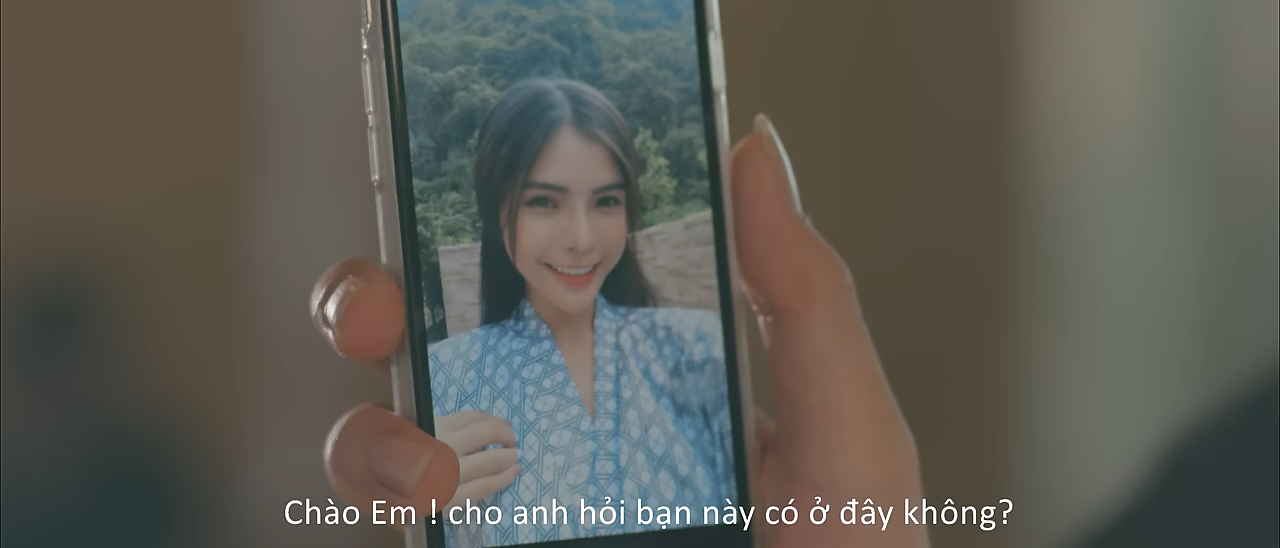 Chào Em ! cho anh hỏi bạn này có ở đây không?